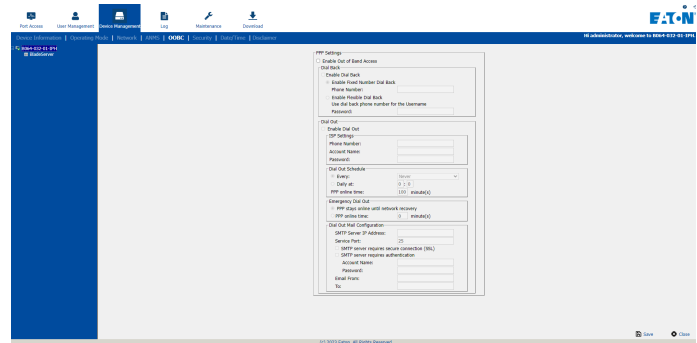 EATON
Port Access User Management Device Management Log Maintenance Download
Device Information | Operating Mode | Network | ANMS | OOBC | Security | Date/Time | Disclaimer
Hi administrator, welcome to B064-032-01-IPH.
B064-032-01-IPH
BladeServer
PPP Settings
Enable Out of Band Access
Dial Back
Enable Dial Back
Enable Fixed Number Dial Back
Phone Number:
Enable Flexible Dial Back
Use dial back phone number for the Username
Password:
Dial Out
Enable Dial Out
ISP Settings
Phone Number:
Account Name:
Password:
Dial Out Schedule
Every: Never
Daily at: 0 : 0
PPP online time: 100 minute(s)
Emergency Dial Out
PPP stays online until network recovery
PPP online time: 0 minute(s)
Dial Out Mail Configuration
SMTP Server IP Address:
Service Port: 25
SMTP server requires secure connection (SSL)
SMTP server requires authentication
Account Name:
Password:
Email From:
To:
Save Close
(c) 2022 Eaton. All Rights Reserved